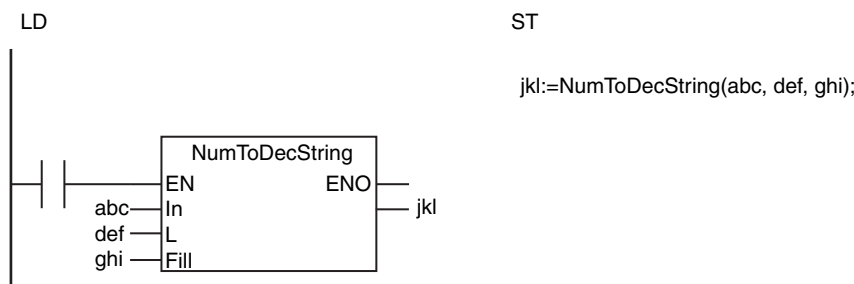 LD
ST
jkl:=NumToDecString(abc, def, ghi);
NumToDecString
EN ENO
abc In jkl
def L
ghi Fill